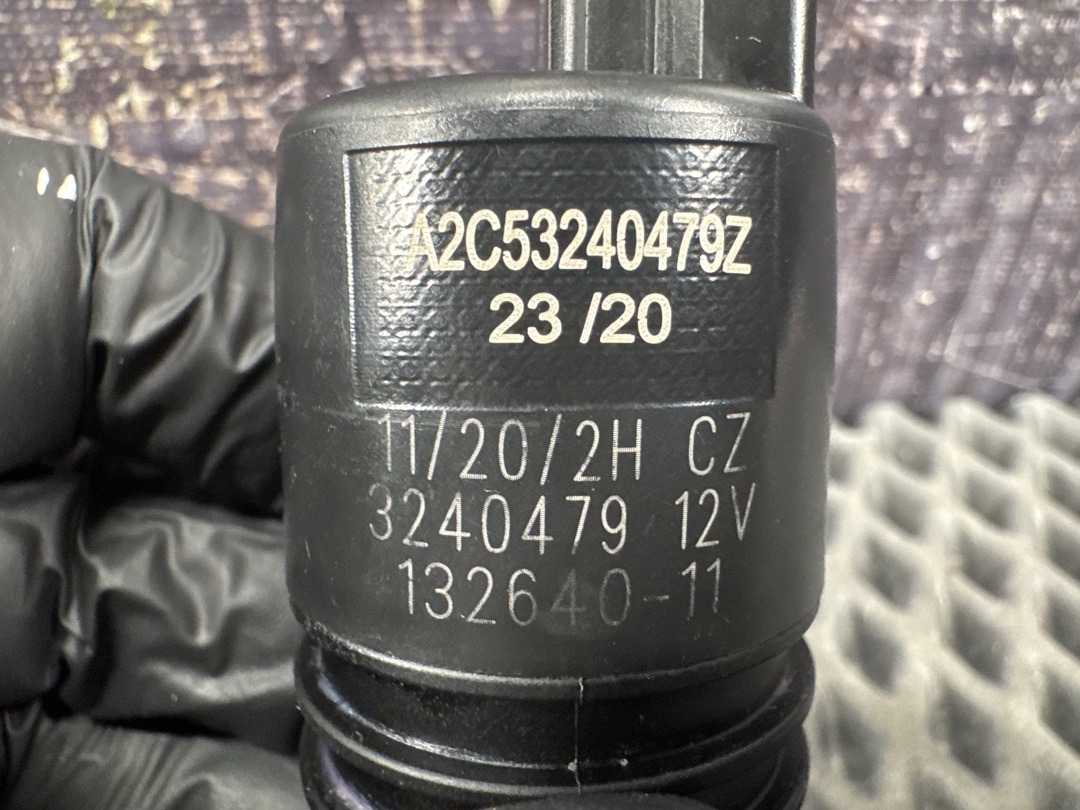 A2C53240479Z
23 /20
11/20/2H CZ
3240479 12V
132640-11